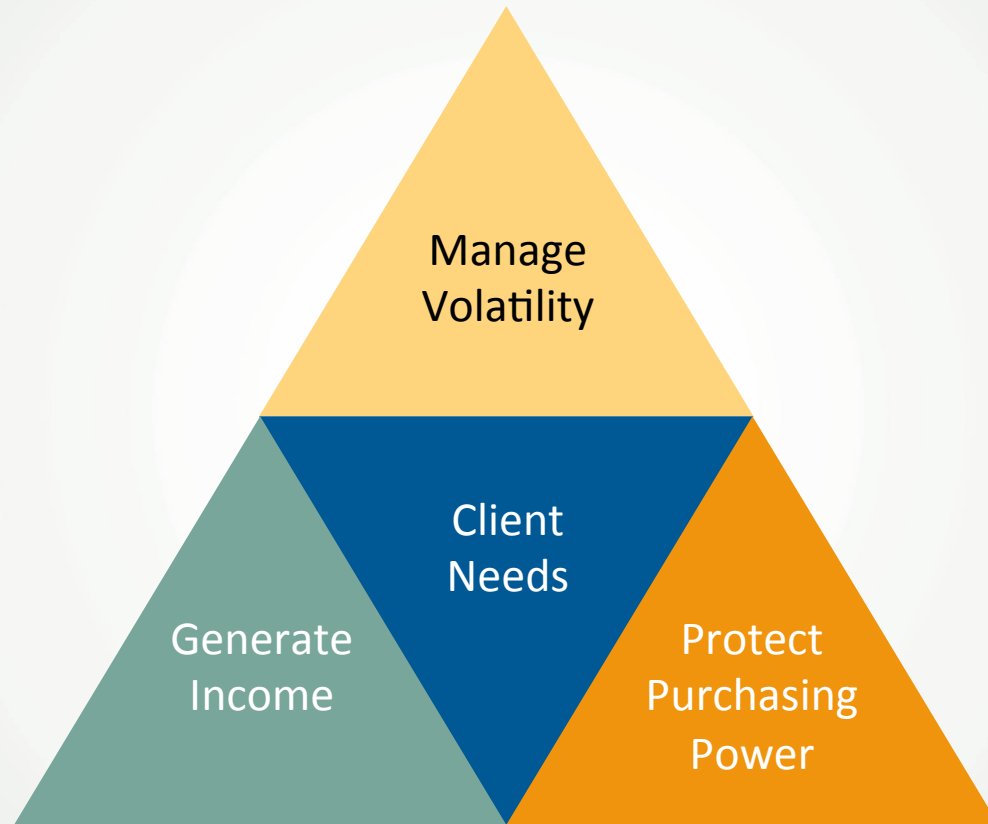 Manage
Volatility
Client
Needs
Generate
Income
Protect
Purchasing
Power